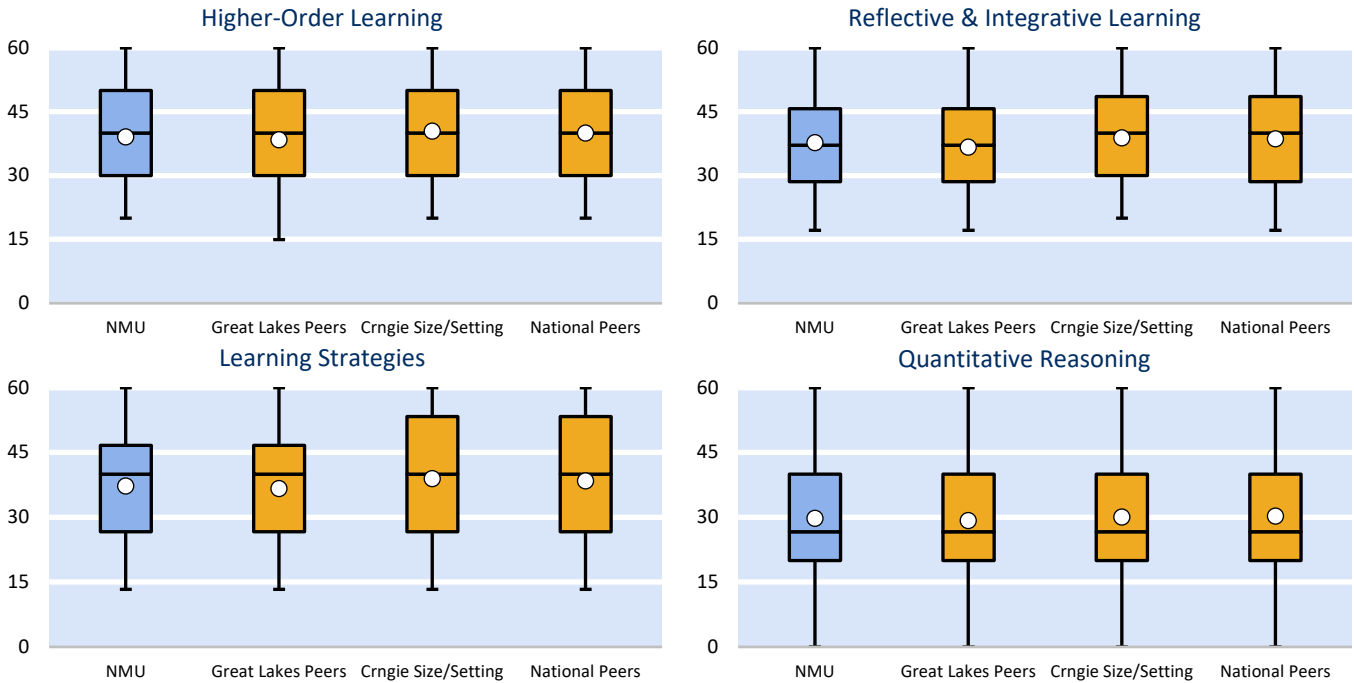 Higher-Order Learning
60
45
30
15
0
NMU Great Lakes Peers Crngie Size/Setting National Peers
Reflective & Integrative Learning
60
45
30
15
0
NMU Great Lakes Peers Crngie Size/Setting National Peers
Learning Strategies
60
45
30
15
0
NMU Great Lakes Peers Crngie Size/Setting National Peers
Quantitative Reasoning
60
45
30
15
0
NMU Great Lakes Peers Crngie Size/Setting National Peers